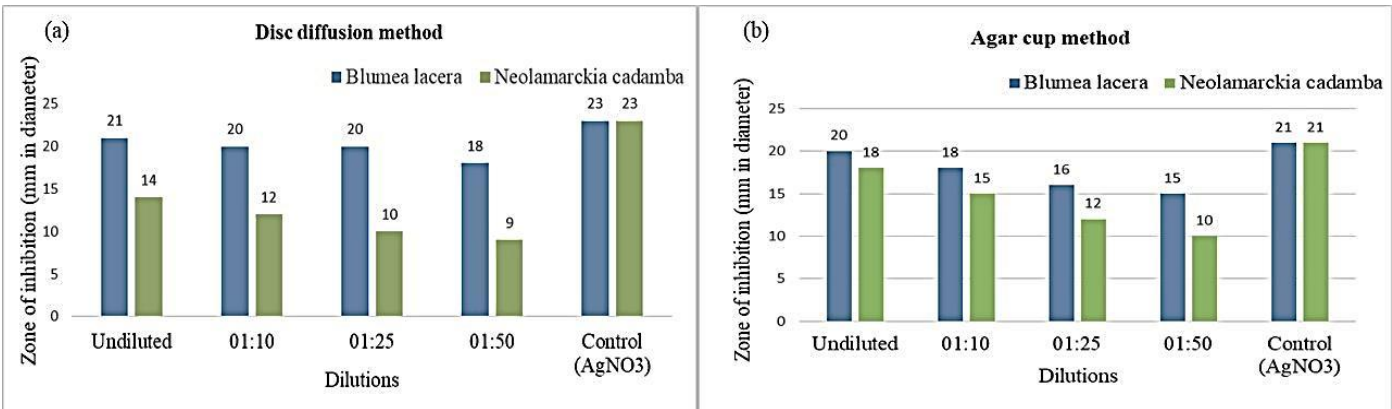 (a)
Disc diffusion method
Blumea lacera Neolamarckia cadamba
Zone of inhibition (mm in diameter)
25
20
15
10
5
0
21 14 20 12 20 10 18 9 23 23
Undiluted 01:10 01:25 01:50 Control
(AgNO3)
Dilutions
(b)
Agar cup method
Blumea lacera Neolamarckia cadamba
Zone of inhibition (mm in diameter)
25
20
15
10
5
0
20 18 18 15 16 12 15 10 21 21
Undiluted 01:10 01:25 01:50 Control
(AgNO3)
Dilutions